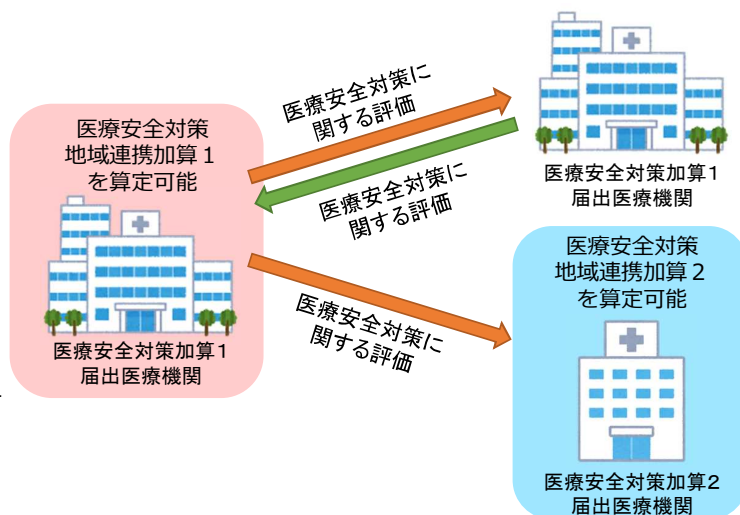 医療安全対策
地域連携加算１
を算定可能
医療安全対策加算1
届出医療機関
医療安全対策に
関する評価
医療安全対策に
関する評価
医療安全対策に
関する評価
医療安全対策加算1
届出医療機関
医療安全対策
地域連携加算２
を算定可能
医療安全対策加算2
届出医療機関